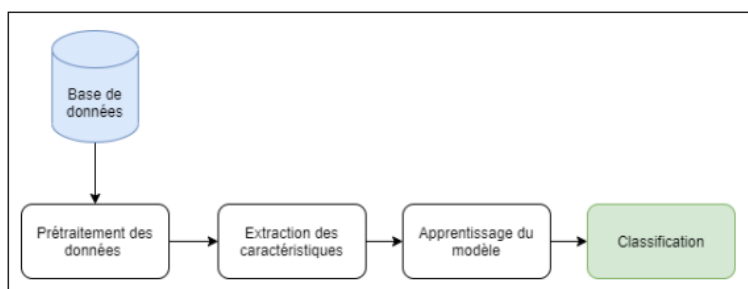 Base de
données
Prétraitement des
données
Extraction des
caractéristiques
Apprentissage du
modèle
Classification